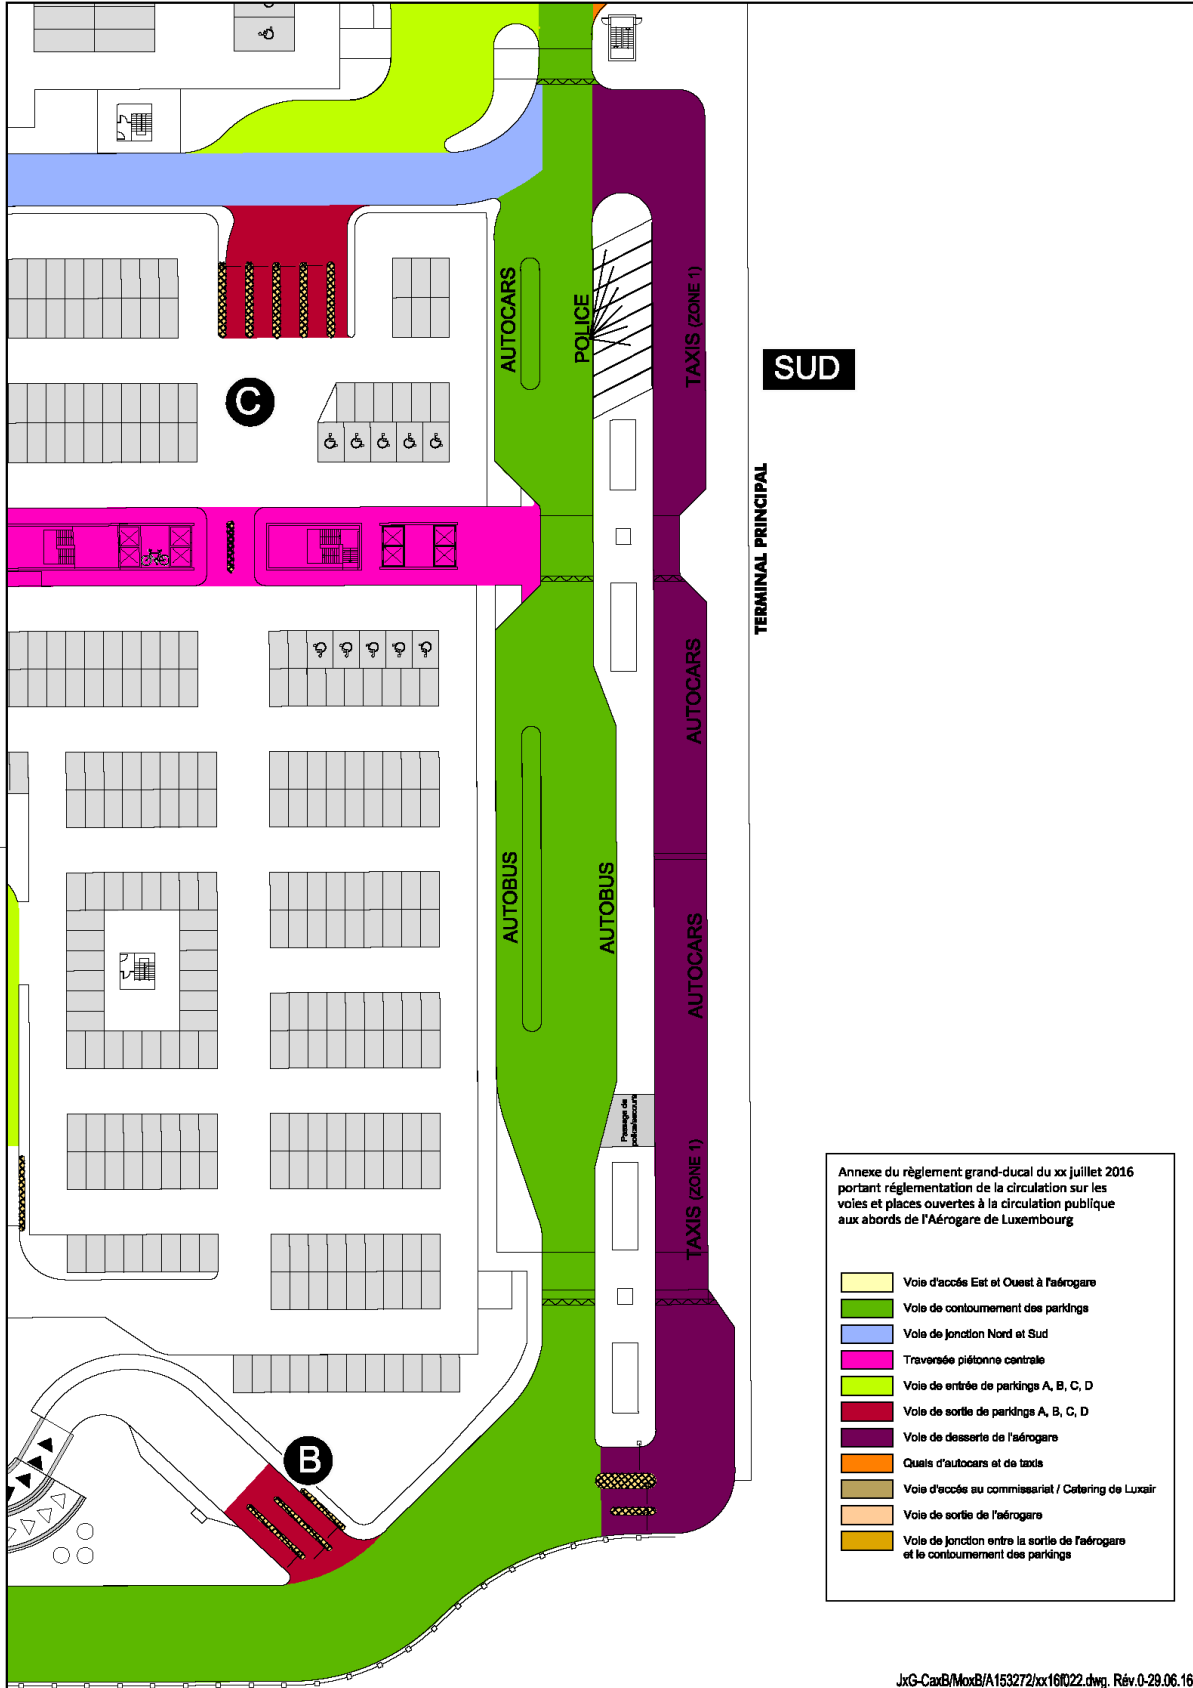 AUTOCARS
POLICE
TAXIS (ZONE 1)
SUD
C
TERMINAL PRINCIPAL
AUTOCARS
AUTOBUS
AUTOBUS
AUTOCARS
Passage de
police/secours
TAXIS (ZONE 1)
B
Annexe du règlement grand-ducal du xx juillet 2016
portant réglementation de la circulation sur les
voies et places ouvertes à la circulation publique
aux abords de l'Aérogare de Luxembourg
Voie d'accés Est et Ouest à l'aérogare
Voie de contournement des parkings
Voie de jonction Nord et Sud
Traversée piétonne centrale
Voie de entrée de parkings A, B, C, D
Voie de sortie de parkings A, B, C, D
Voie de desserte de l'aérogare
Quais d'autocars et de taxis
Voie d'accès au commissariat / Catering de Luxair
Voie de sortie de l'aérogare
Voie de jonction entre la sortie de l'aérogare
et le contournement des parkings
JxG-CaxB/MoxB/A153272/xx16f022.dwg. Rév.0-29.06.16